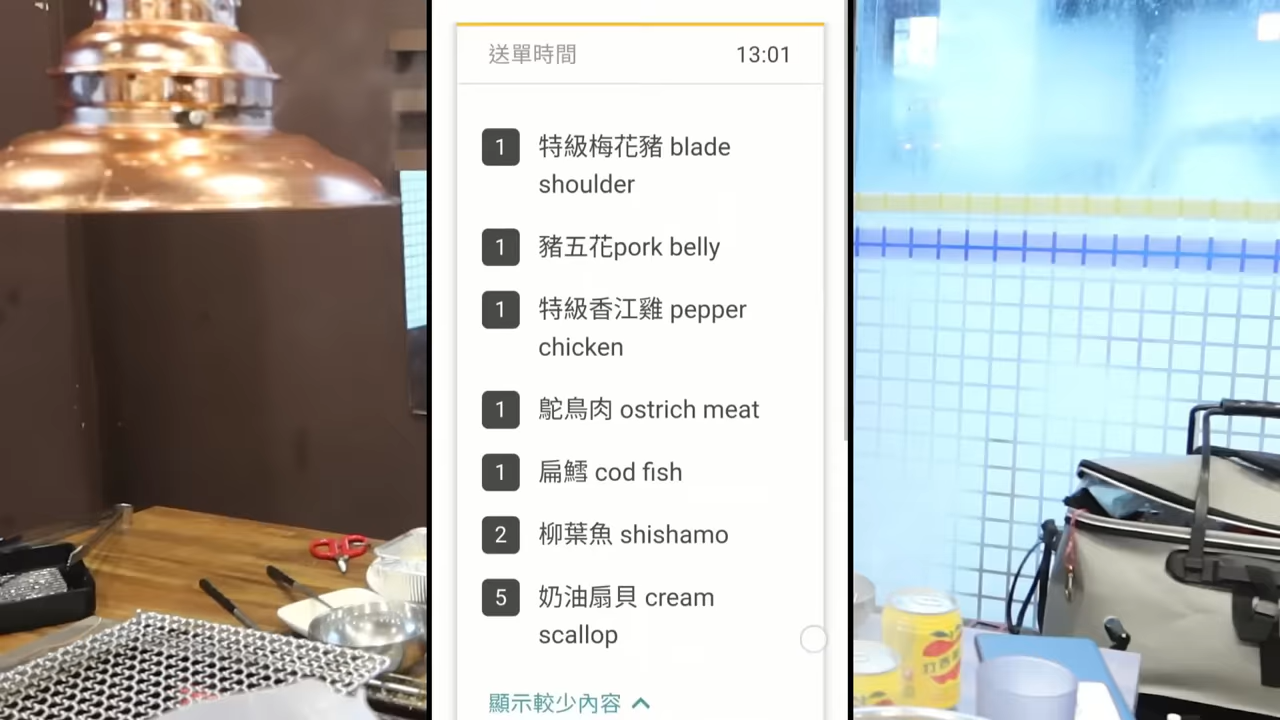 送單時間 13:01
1 特級梅花豬 blade
shoulder
1 豬五花pork belly
1 特級香江雞 pepper
chicken
1 鴕鳥肉 ostrich meat
1 扁鱈 cod fish
2 柳葉魚 shishamo
5 奶油扇貝 cream
scallop
顯示較少內容